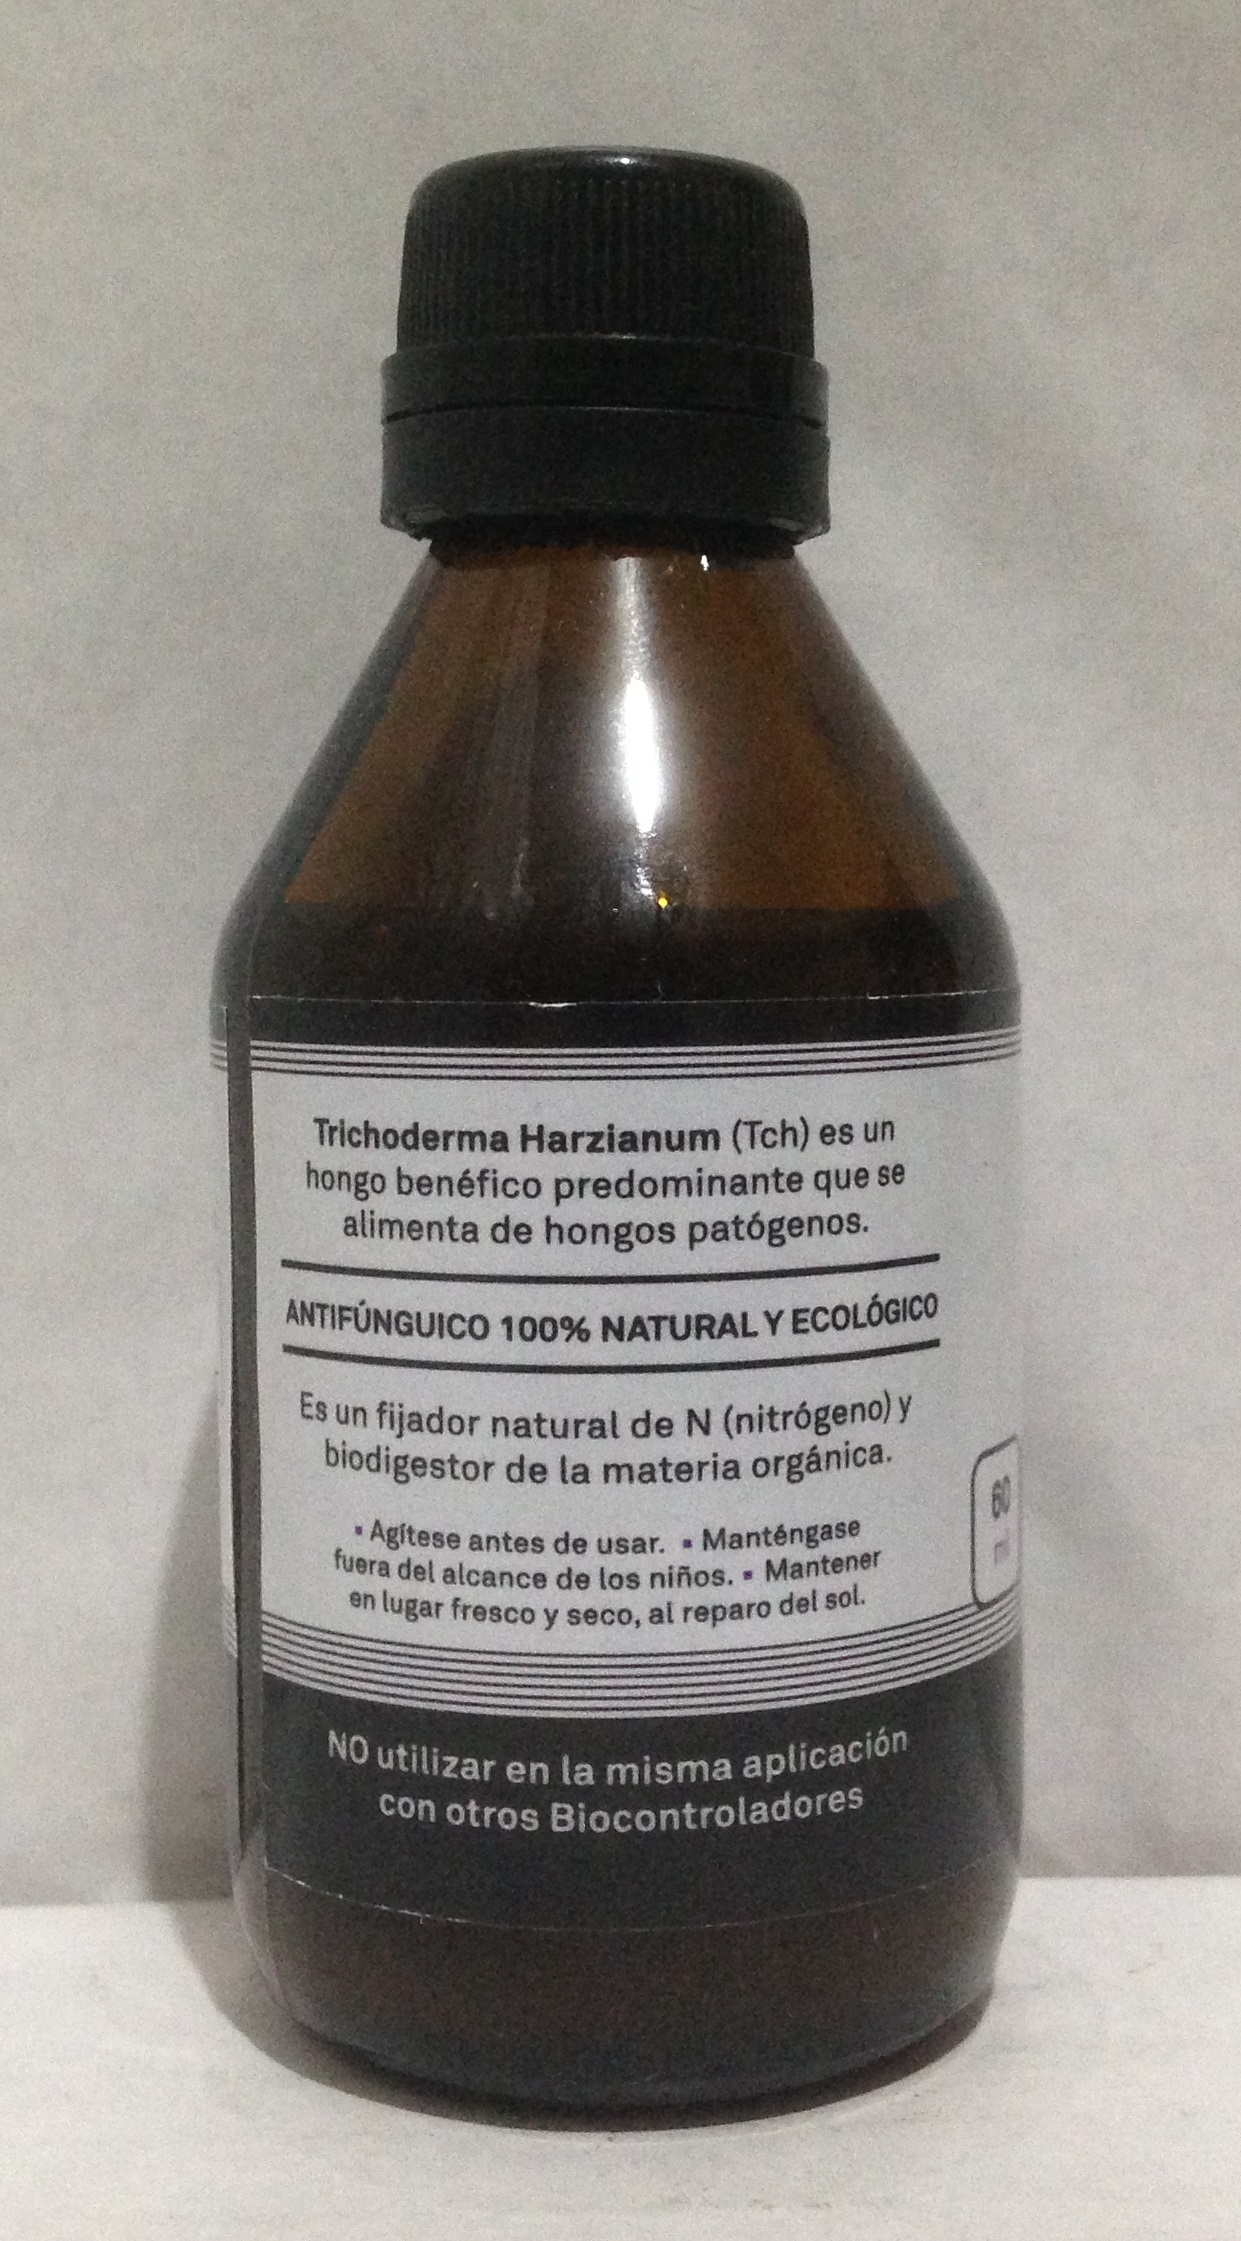 Trichoderma Harzianum (Tch) es un
hongo benéfico predominante que se
alimenta de hongos patógenos.
ANTIFÚNGUICO 100% NATURAL Y ECOLÓGICO
Es un fijador natural de N (nitrógeno) y
biodigestor de la materia orgánica.
▪ Agítese antes de usar. ▪ Manténgase
fuera del alcance de los niños. ▪ Mantener
en lugar fresco y seco, al reparo del sol.
60
ml
NO utilizar en la misma aplicación
con otros Biocontroladores